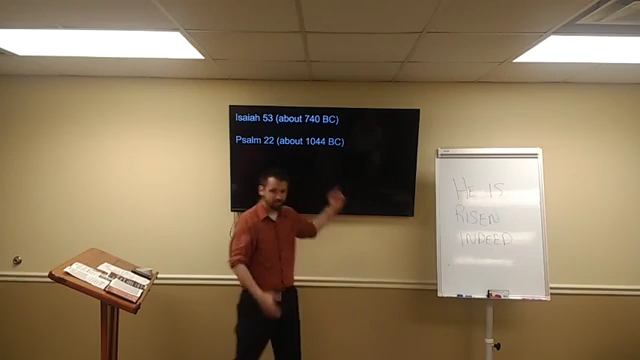 Isaiah 53 (about 740 BC)
Psalm 22 (about 1044 BC)
HE IS
RISEN
INDEED